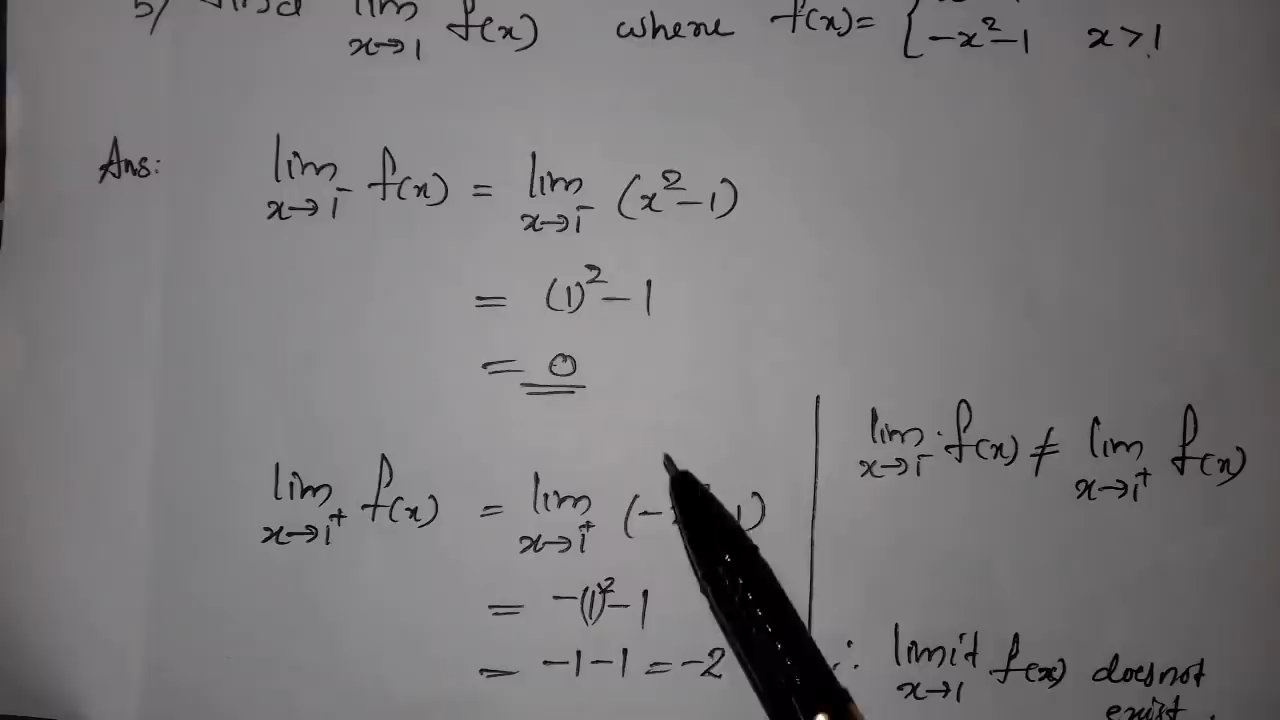 5) Find lim x→1 f(x) where f(x) = { −x²−1 x>1
Ans: lim x→1⁻ f(x) = lim x→1⁻ (x²−1)
= (1)²−1
= 0
lim x→1⁺ f(x) = lim x→1⁺ (−
= −(1)²−1
= −1−1 = −2
lim x→1⁻ f(x) ≠ lim x→1⁺ f(x)
∴ limit x→1 f(x) does not
exist.